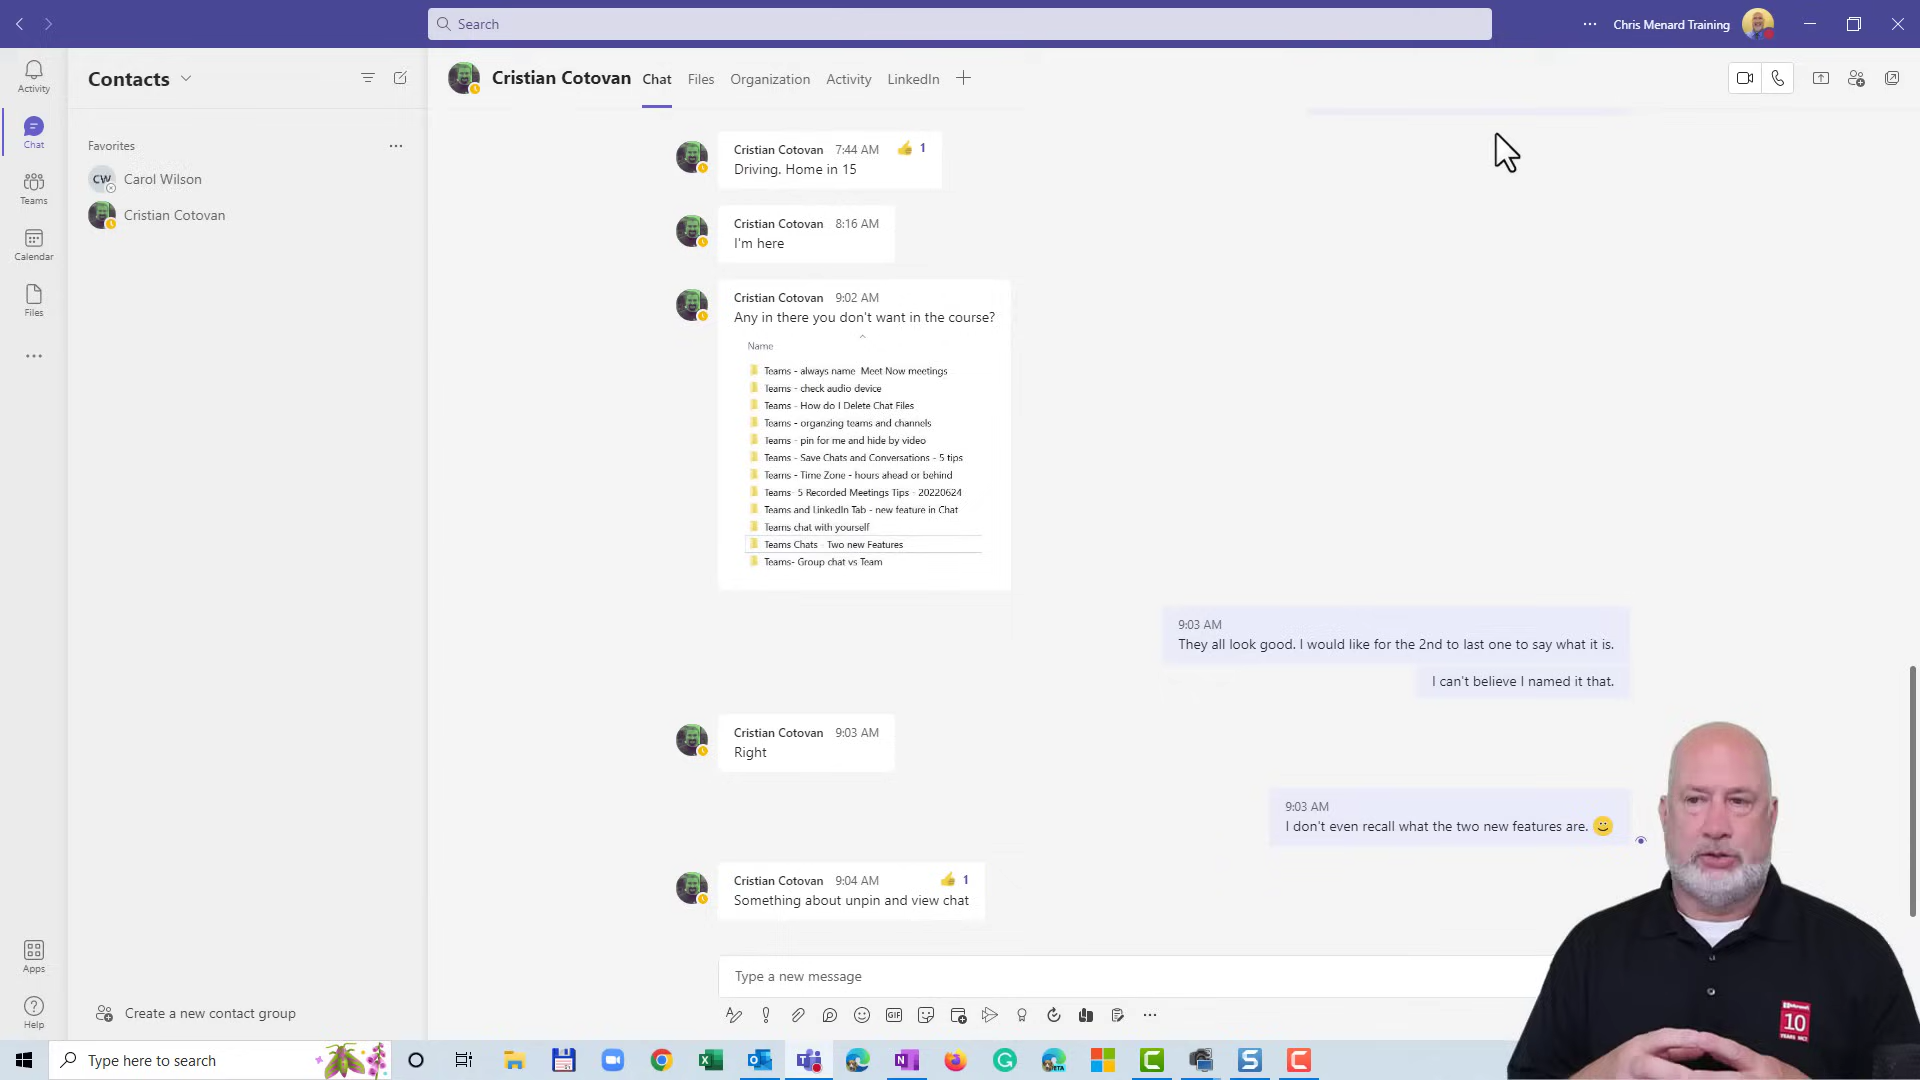 Search
Chris Menard Training
Activity
Chat
Teams
Calendar
Files
Apps
Help
Contacts
Favorites
CW Carol Wilson
Cristian Cotovan
Create a new contact group
Cristian Cotovan Chat Files Organization Activity LinkedIn
Cristian Cotovan 7:44 AM 1
Driving. Home in 15
Cristian Cotovan 8:16 AM
I'm here
Cristian Cotovan 9:02 AM
Any in there you don't want in the course?
Name
Teams - always name Meet Now meetings
Teams - check audio device
Teams - How do I Delete Chat Files
Teams - organzing teams and channels
Teams - pin for me and hide by video
Teams - Save Chats and Conversations - 5 tips
Teams - Time Zone - hours ahead or behind
Teams- 5 Recorded Meetings Tips - 20220624
Teams and LinkedIn Tab - new feature in Chat
Teams chat with yourself
Teams Chats - Two new Features
Teams- Group chat vs Team
9:03 AM
They all look good. I would like for the 2nd to last one to say what it is.
I can't believe I named it that.
Cristian Cotovan 9:03 AM
Right
9:03 AM
I don't even recall what the two new features are.
Cristian Cotovan 9:04 AM 1
Something about unpin and view chat
Type a new message
GIF
Type here to search
10